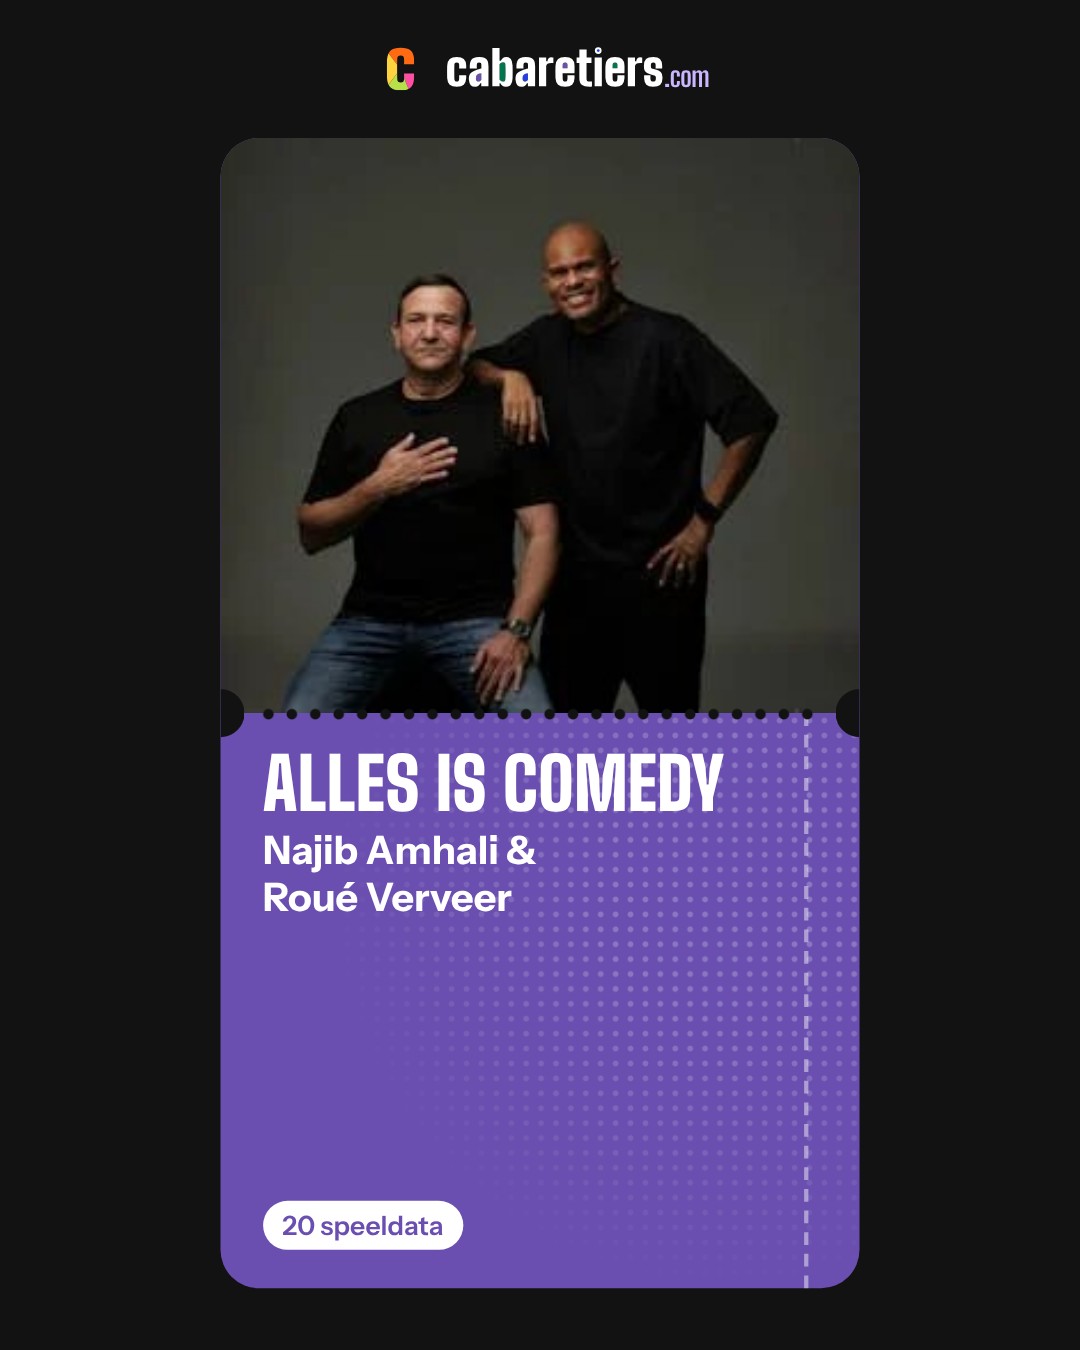 cabaretiers.com
ALLES IS COMEDY
Najib Amhali &
Roué Verveer
20 speeldata